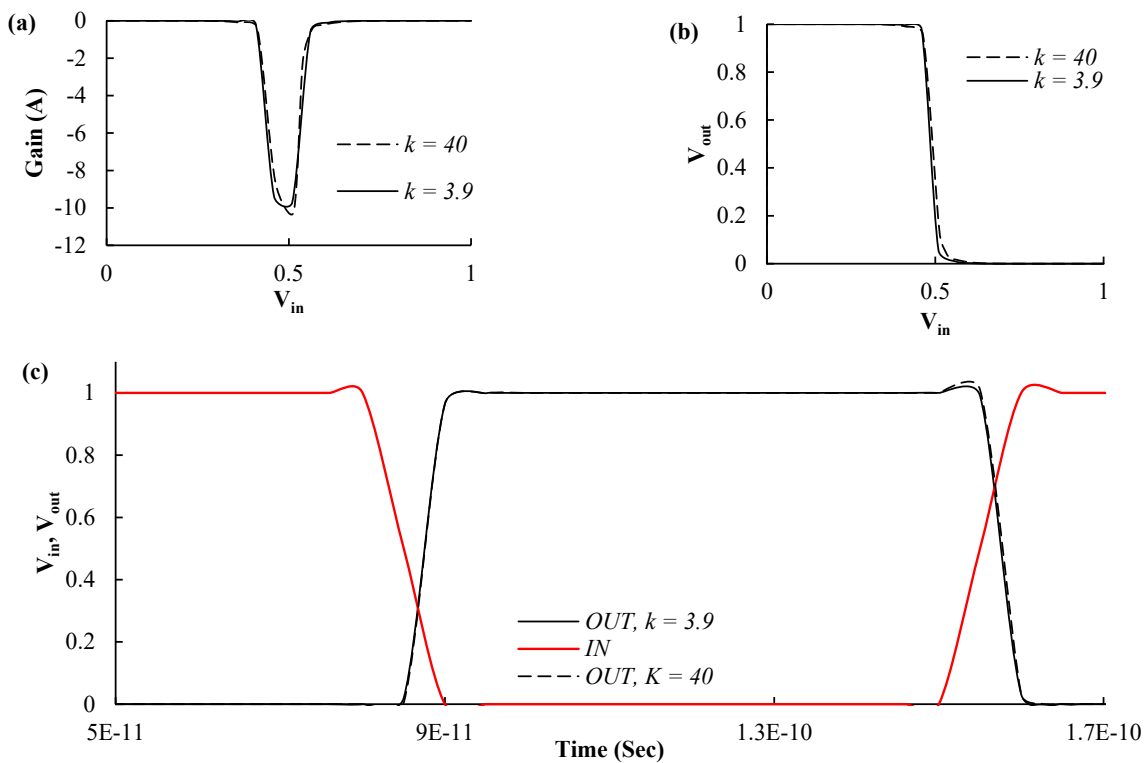 (a)
0
-2
-4
-6
-8
-10
-12
Gain (A)
k = 40
k = 3.9
0
0.5
1
Vin
(b)
1
0.8
0.6
0.4
0.2
0
Vout
k = 40
k = 3.9
0
0.5
1
Vin
(c)
1
0.8
0.6
0.4
0.2
0
Vin, Vout
OUT, k = 3.9
IN
OUT, K = 40
5E-11
9E-11
1.3E-10
1.7E-10
Time (Sec)